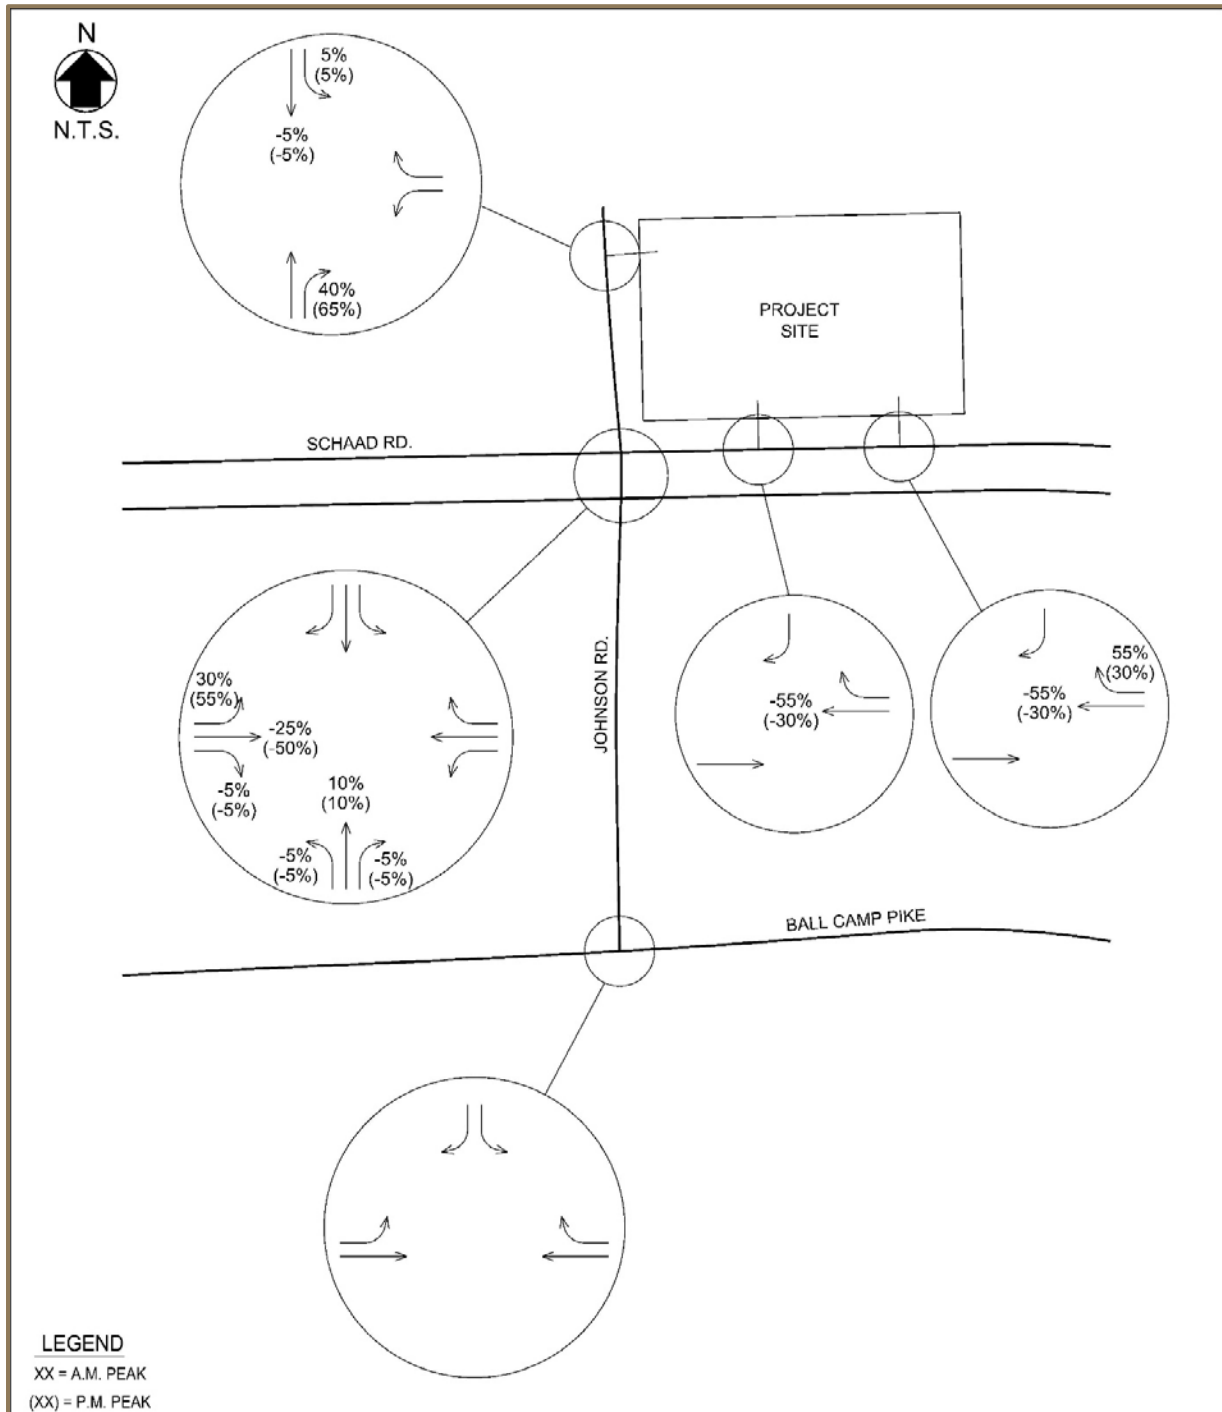 N
N.T.S.
5%
(5%)
-5%
(-5%)
40%
(65%)
PROJECT
SITE
SCHAAD RD.
30%
(55%)
-25%
(-50%)
-5%
(-5%)
10%
(10%)
-5%
(-5%)
-5%
(-5%)
JOHNSON RD.
-55%
(-30%)
55%
(30%)
-55%
(-30%)
BALL CAMP PIKE
LEGEND
XX = A.M. PEAK
(XX) = P.M. PEAK